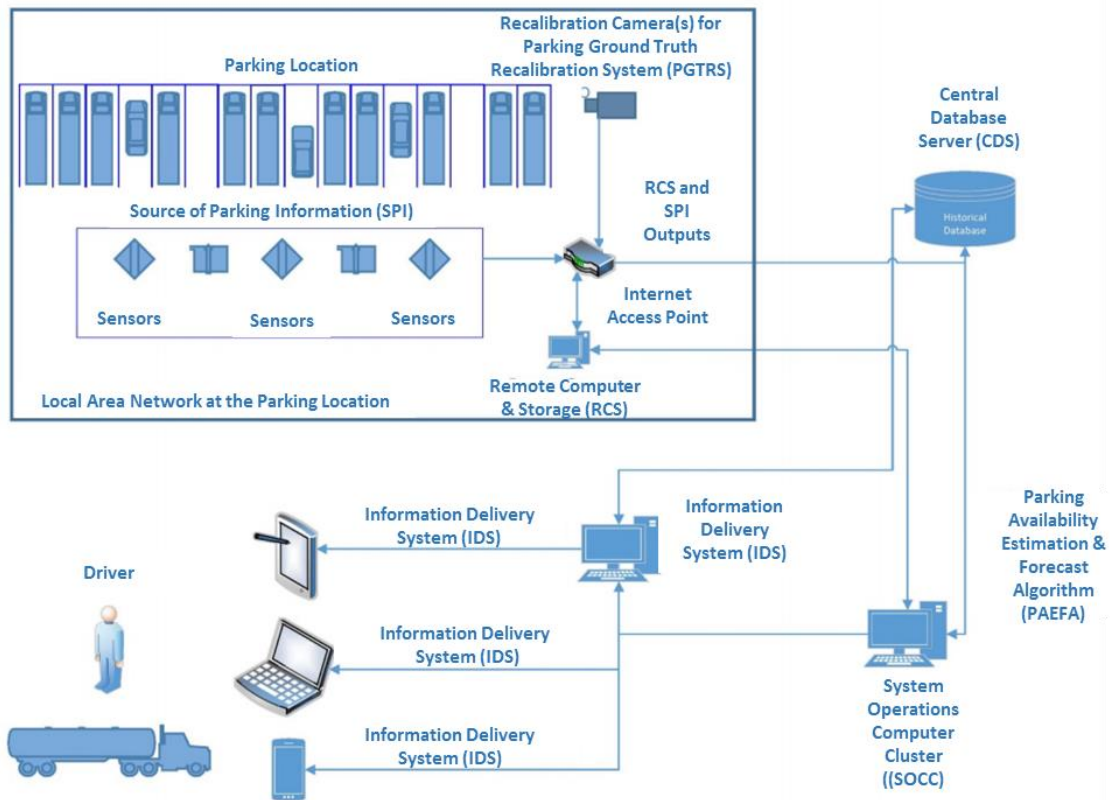 Recalibration Camera(s) for
Parking Ground Truth
Recalibration System (PGTRS)
Parking Location
Central
Database
Server (CDS)
RCS and
SPI
Outputs
Source of Parking Information (SPI)
Historical
Database
Sensors
Sensors
Sensors
Internet
Access Point
Remote Computer
& Storage (RCS)
Local Area Network at the Parking Location
Information Delivery
System (IDS)
Information
Delivery
System (IDS)
Parking
Availability
Estimation &
Forecast
Algorithm
(PAEFA)
Driver
Information Delivery
System (IDS)
System
Operations
Computer
Cluster
((SOCC)
Information Delivery
System (IDS)